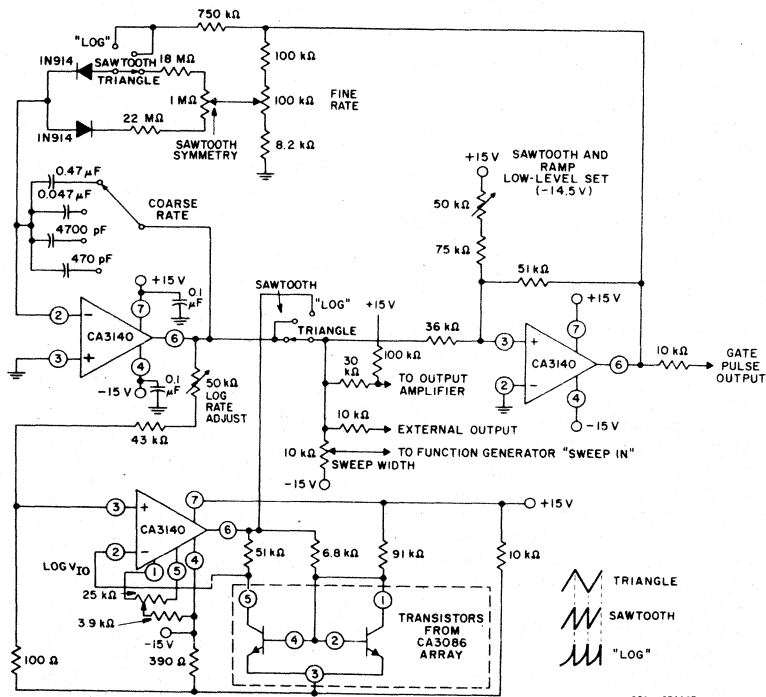 750 kΩ
"LOG"
1N914
SAWTOOTH
18 MΩ
TRIANGLE
100 kΩ
1 MΩ
100 kΩ
FINE
RATE
22 MΩ
1N914
SAWTOOTH
SYMMETRY
8.2 kΩ
0.47 μF
0.047 μF
4700 pF
470 pF
COARSE
RATE
+15 V
SAWTOOTH AND
RAMP
LOW-LEVEL SET
(-14.5 V)
50 kΩ
75 kΩ
51 kΩ
+15 V
0.1
μF
7
2
-
CA3140
6
3
+
4
-15 V
0.1
μF
50 kΩ
LOG
RATE
ADJUST
43 kΩ
SAWTOOTH
"LOG"
TRIANGLE
+15 V
100 kΩ
30
kΩ
TO OUTPUT
AMPLIFIER
10 kΩ
EXTERNAL OUTPUT
10 kΩ
TO FUNCTION GENERATOR "SWEEP IN"
SWEEP WIDTH
-15 V
36 kΩ
+15 V
7
3
+
CA3140
6
2
-
4
-15 V
10 kΩ
GATE
PULSE
OUTPUT
+15 V
3
+
7
CA3140
6
2
-
4
1
5
LOG VIO
25 kΩ
3.9 kΩ
-15 V
390 Ω
100 Ω
51 kΩ
6.8 kΩ
91 kΩ
10 kΩ
5
1
4
2
3
TRANSISTORS
FROM
CA3086
ARRAY
TRIANGLE
SAWTOOTH
"LOG"